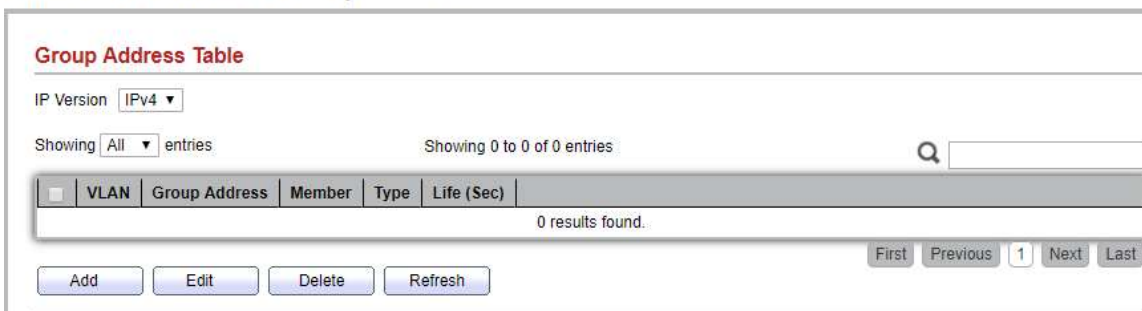 Group Address Table
IP Version IPv4
Showing All entries Showing 0 to 0 of 0 entries
VLAN Group Address Member Type Life (Sec)
0 results found.
First Previous 1 Next Last
Add Edit Delete Refresh